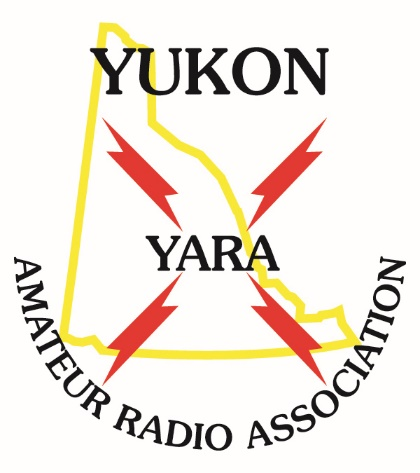 YUKON
YARA
AMATEUR RADIO ASSOCIATION